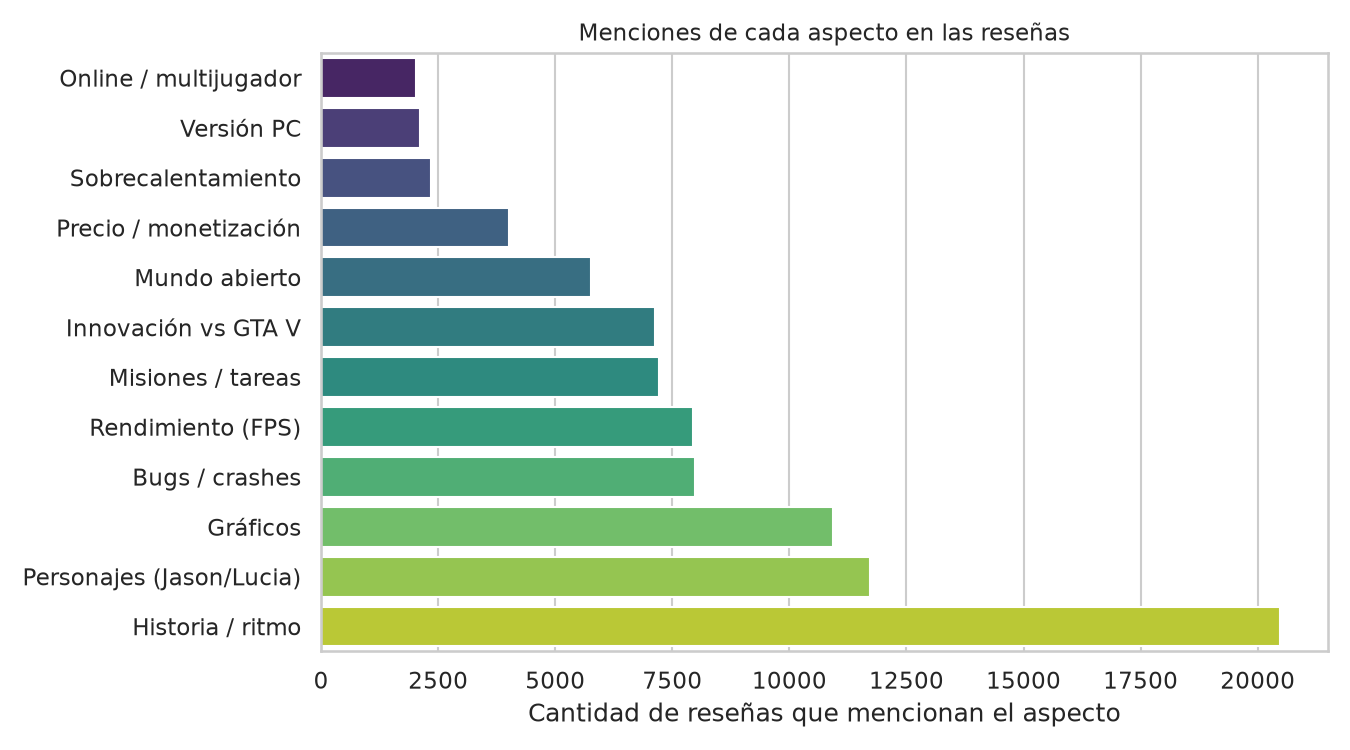 Menciones de cada aspecto en las reseñas
Online / multijugador
Versión PC
Sobrecalentamiento
Precio / monetización
Mundo abierto
Innovación vs GTA V
Misiones / tareas
Rendimiento (FPS)
Bugs / crashes
Gráficos
Personajes (Jason/Lucia)
Historia / ritmo
0 2500 5000 7500 10000 12500 15000 17500 20000
Cantidad de reseñas que mencionan el aspecto